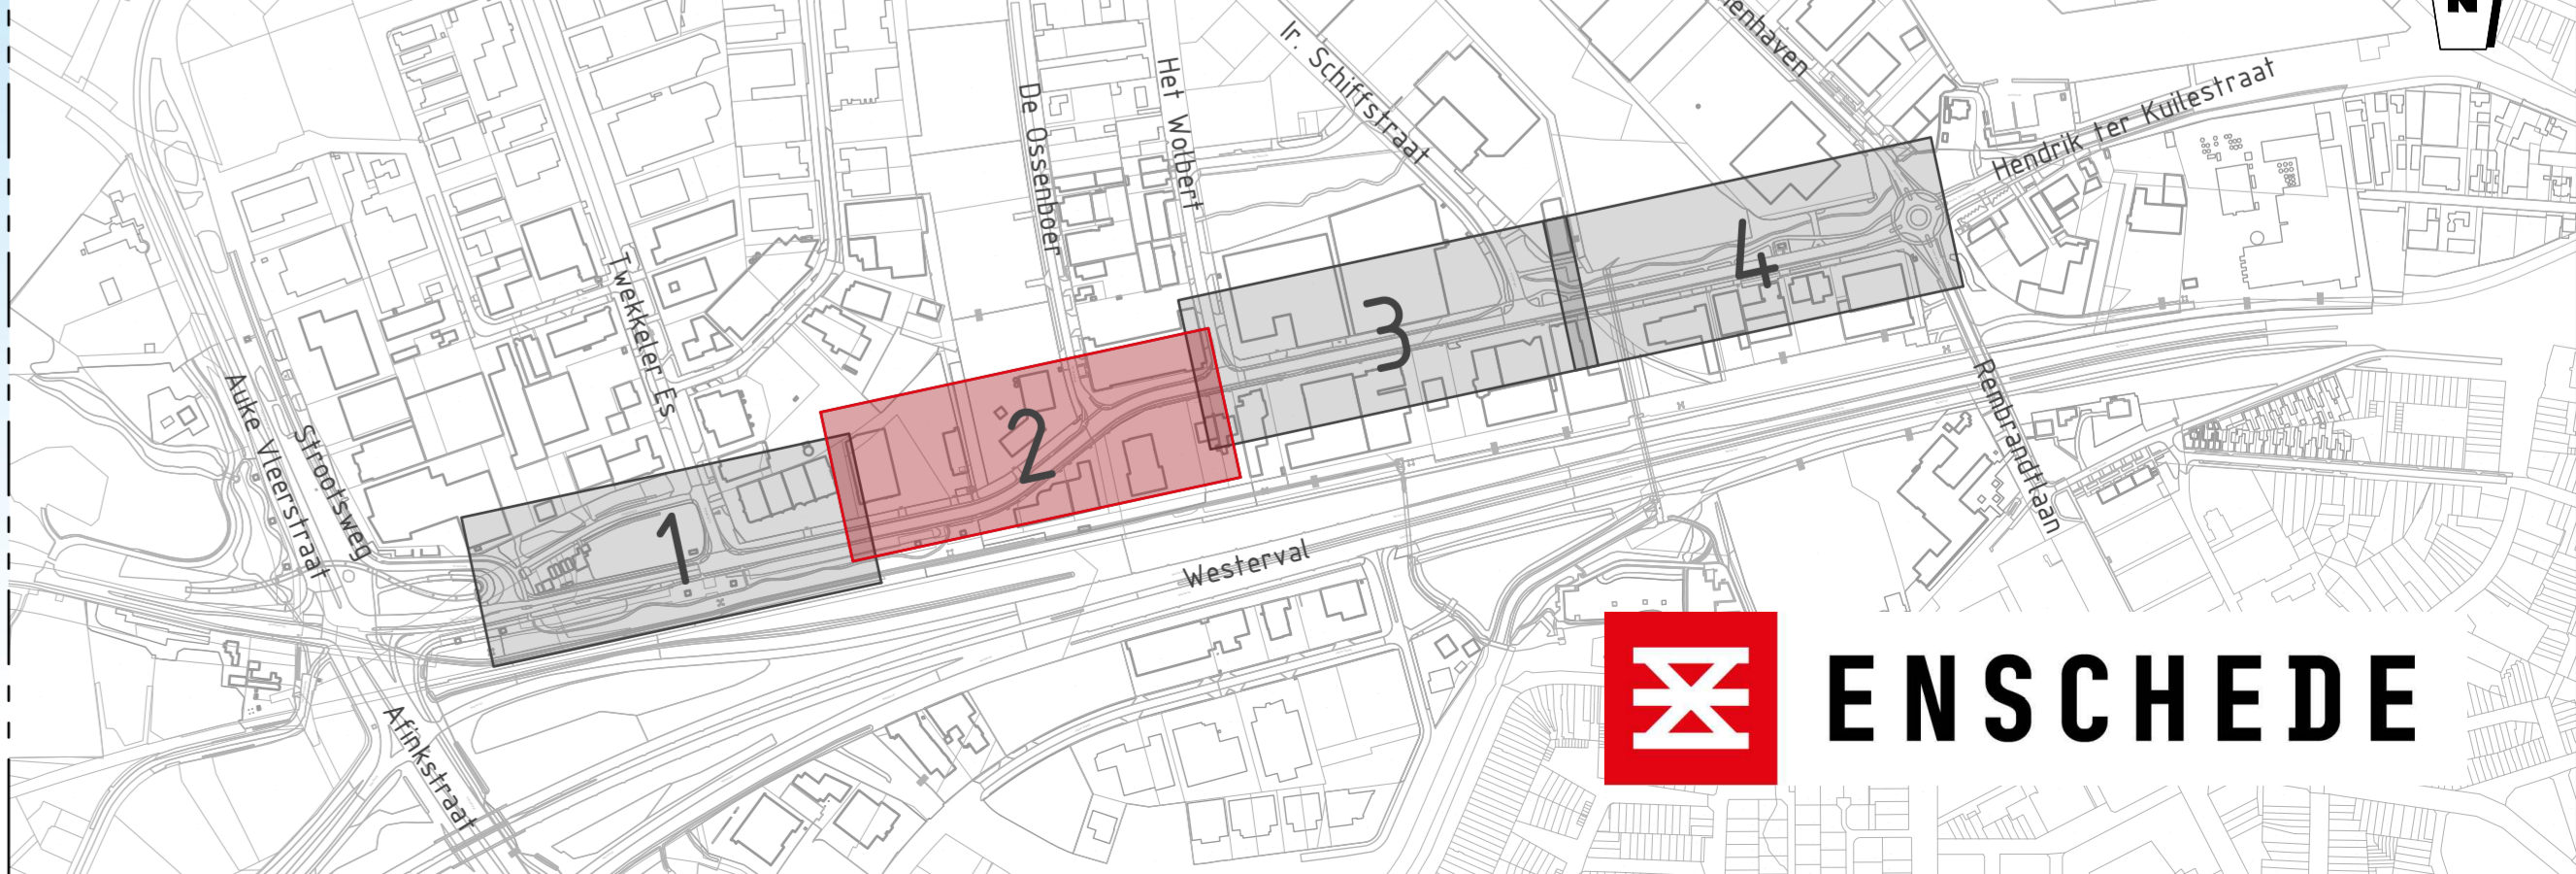 N
De Ossenboer
Het Wolbert
Ir. Schiffstraat
Hendrik ter Kuilestraat
Twekkeler Es
Auke Vleerstraat
Strootsweg
1
2
3
4
Rembrandtlaan
Westerval
Afinkstraat
ENSCHEDE